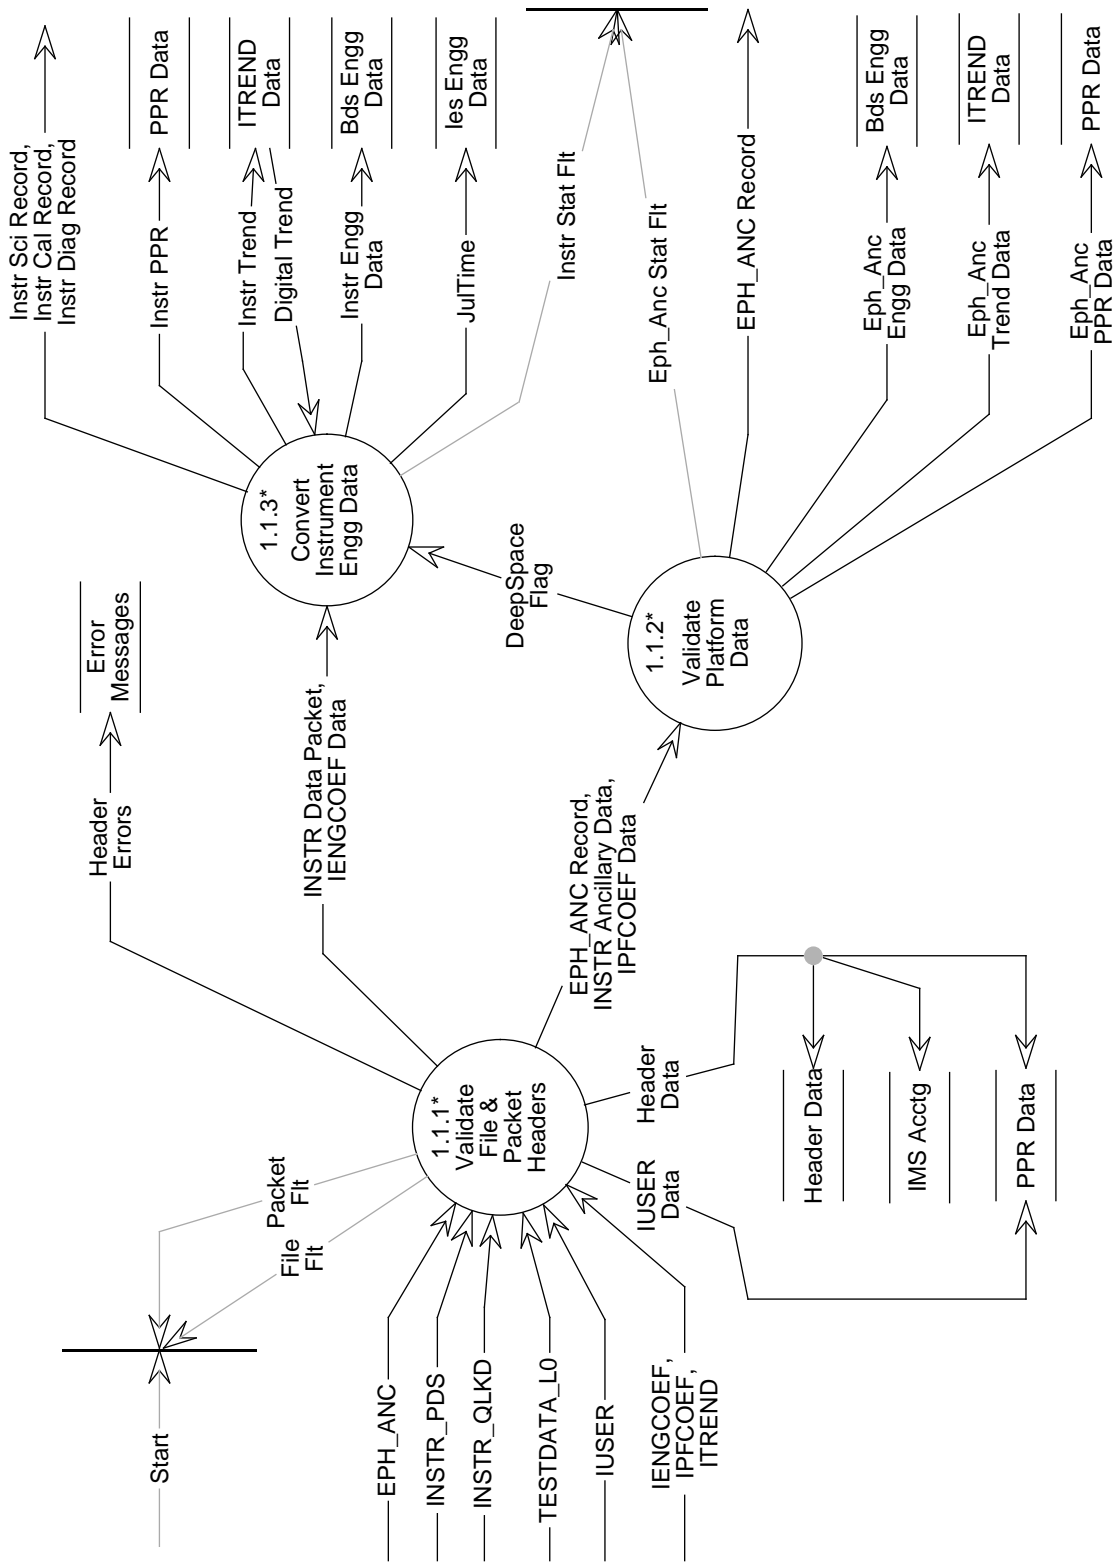 Start
File
Flt
Packet
Flt
EPH_ANC
INSTR_PDS
INSTR_QLKD
TESTDATA_L0
IUSER
IENGCOEF,
IPFCOEF,
ITREND
1.1.1*
Validate
File &
Packet
Headers
Header
Errors
Error
Messages
INSTR Data Packet,
IENGCOEF Data
EPH_ANC Record,
INSTR Ancillary Data,
IPFCOEF Data
Header
Data
IUSER
Data
Header Data
IMS Acctg
PPR Data
1.1.3*
Convert
Instrument
Engg Data
DeepSpace
Flag
1.1.2*
Validate
Platform
Data
Instr Sci Record,
Instr Cal Record,
Instr Diag Record
Instr PPR
PPR Data
Instr Trend
Digital Trend
ITREND
Data
Instr Engg
Data
Bds Engg
Data
JulTime
Ies Engg
Data
Instr Stat Flt
Eph_Anc Stat Flt
EPH_ANC Record
Eph_Anc
Engg Data
Bds Engg
Data
Eph_Anc
Trend Data
ITREND
Data
Eph_Anc
PPR Data
PPR Data